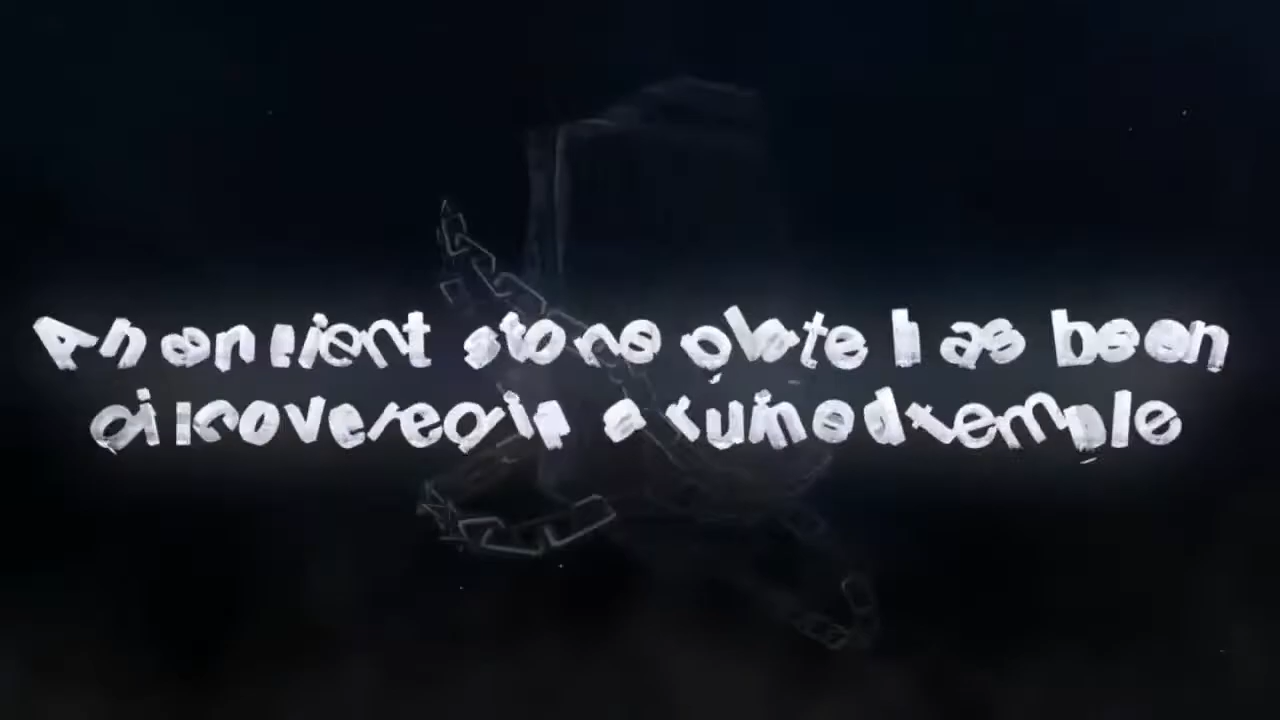 An ancient stone plate has been
discovered in a ruined temple